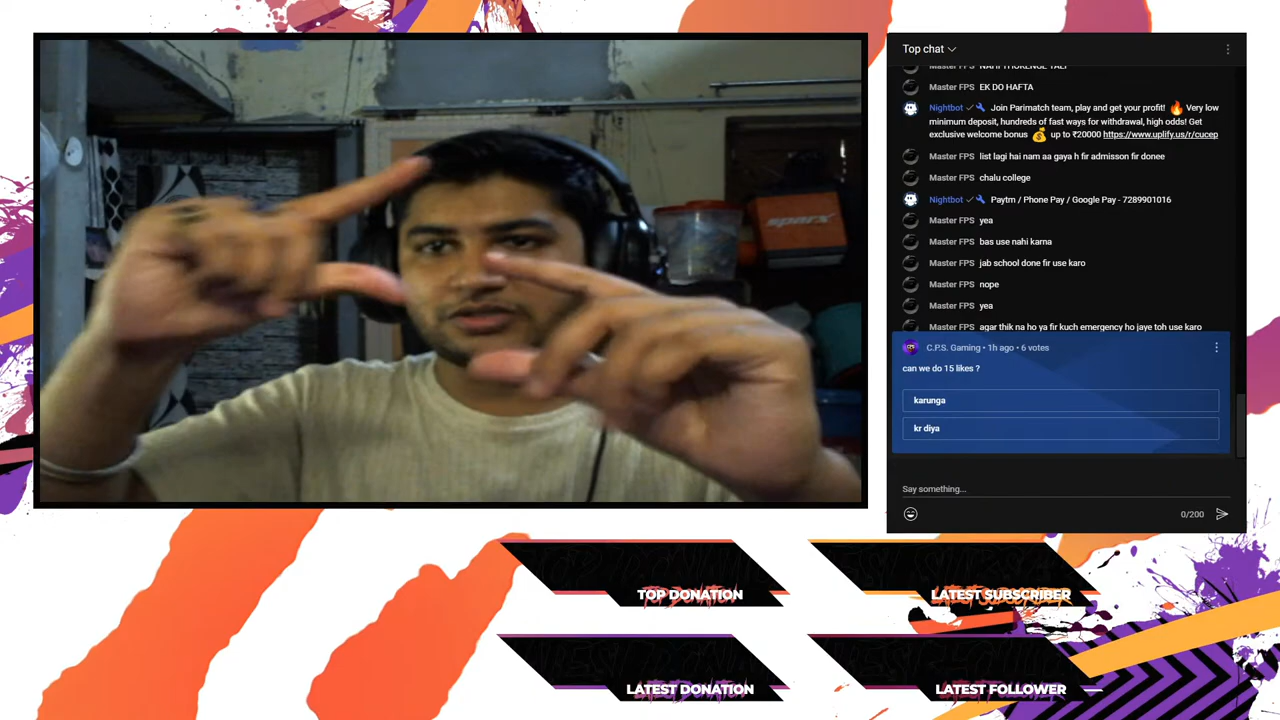 Top chat
Master FPS
Master FPS EK DO HAFTA
Nightbot Join Parimatch team, play and get your profit! 🔥 Very low
minimum deposit, hundreds of fast ways for withdrawal, high odds! Get
exclusive welcome bonus 💰 up to ₹20000 https://www.uplify.us/r/cucep
Master FPS list lagi hai nam aa gaya h fir admisson fir donee
Master FPS chalu college
Nightbot Paytm / Phone Pay / Google Pay - 7289901016
Master FPS yea
Master FPS bas use nahi karna
Master FPS jab school done fir use karo
Master FPS nope
Master FPS yea
Master FPS agar thik na ho ya fir kuch emergency ho jaye toh use karo
C.P.S. Gaming • 1h ago • 6 votes
can we do 15 likes ?
karunga
kr diya
Say something...
0/200
sparx
TOP DONATION
LATEST SUBSCRIBER
LATEST DONATION
LATEST FOLLOWER